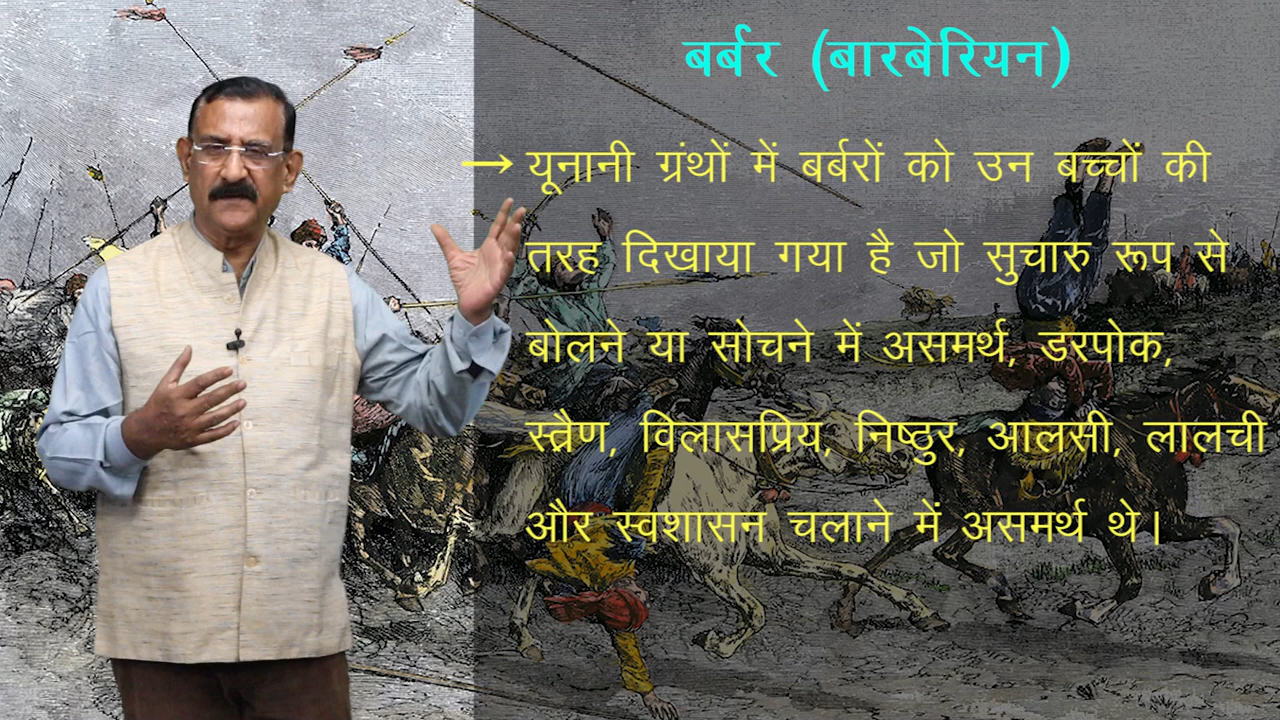 बर्बर (बारबेरियन)
→ यूनानी ग्रंथों में बर्बरों को उन बच्चों की
तरह दिखाया गया है जो सुचारु रूप से
बोलने या सोचने में असमर्थ, डरपोक,
स्त्रैण, विलासप्रिय, निष्ठुर, आलसी, लालची
और स्वशासन चलाने में असमर्थ थे।